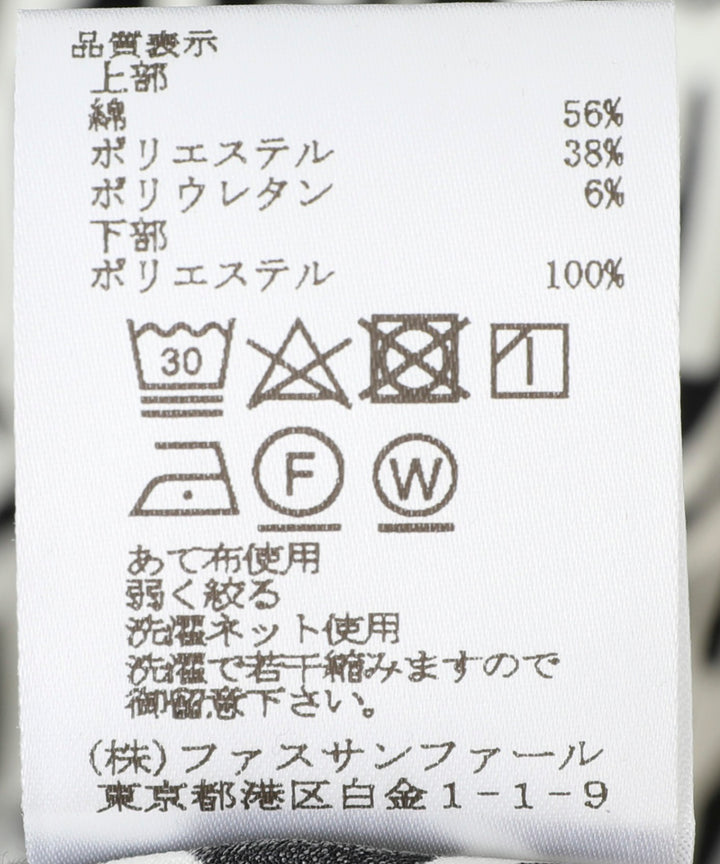 品質表示
上部
綿 56%
ポリエステル 38%
ポリウレタン 6%
下部
ポリエステル 100%
30
F W
あて布使用
弱く絞る
洗濯ネット使用
洗濯で若干縮みますので
御留意下さい。
(株)ファスサンファール
東京都港区白金1-1-9